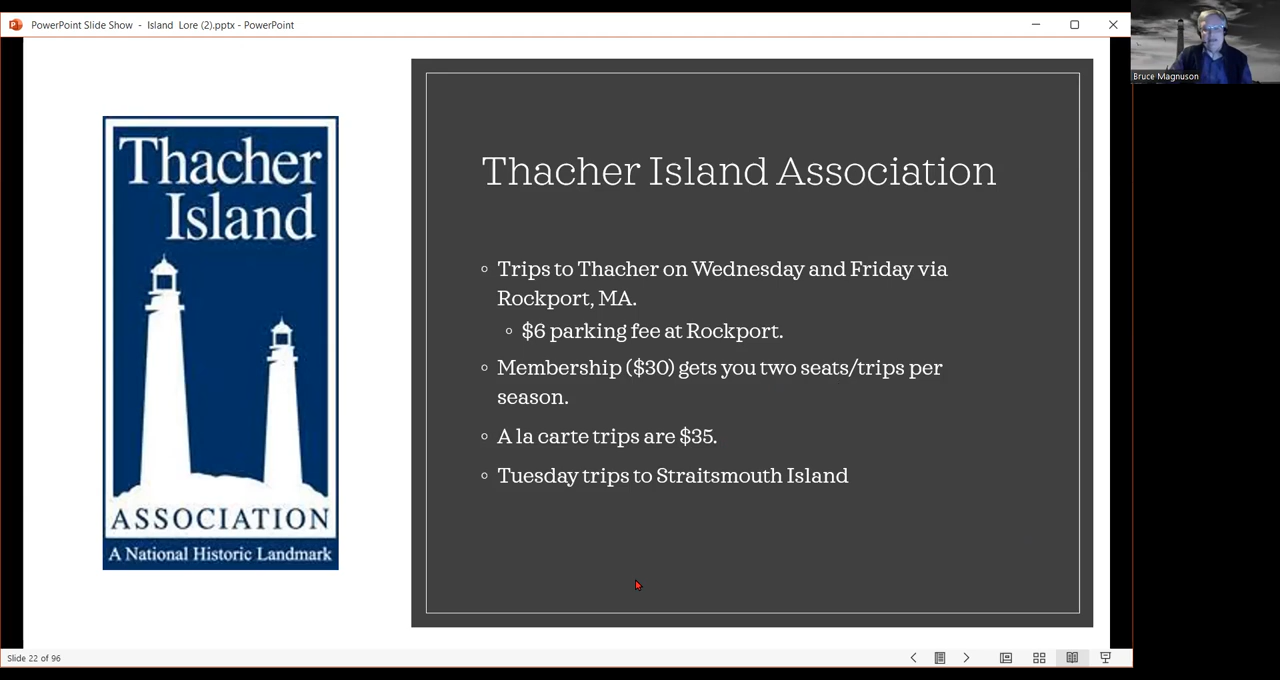 PowerPoint Slide Show - Island Lore (2).pptx - PowerPoint
Bruce Magnuson
Thacher
Island
ASSOCIATION
A National Historic Landmark
Thacher Island Association
Trips to Thacher on Wednesday and Friday via
Rockport, MA.
$6 parking fee at Rockport.
Membership ($30) gets you two seats/trips per
season.
A la carte trips are $35.
Tuesday trips to Straitsmouth Island
Slide 22 of 96